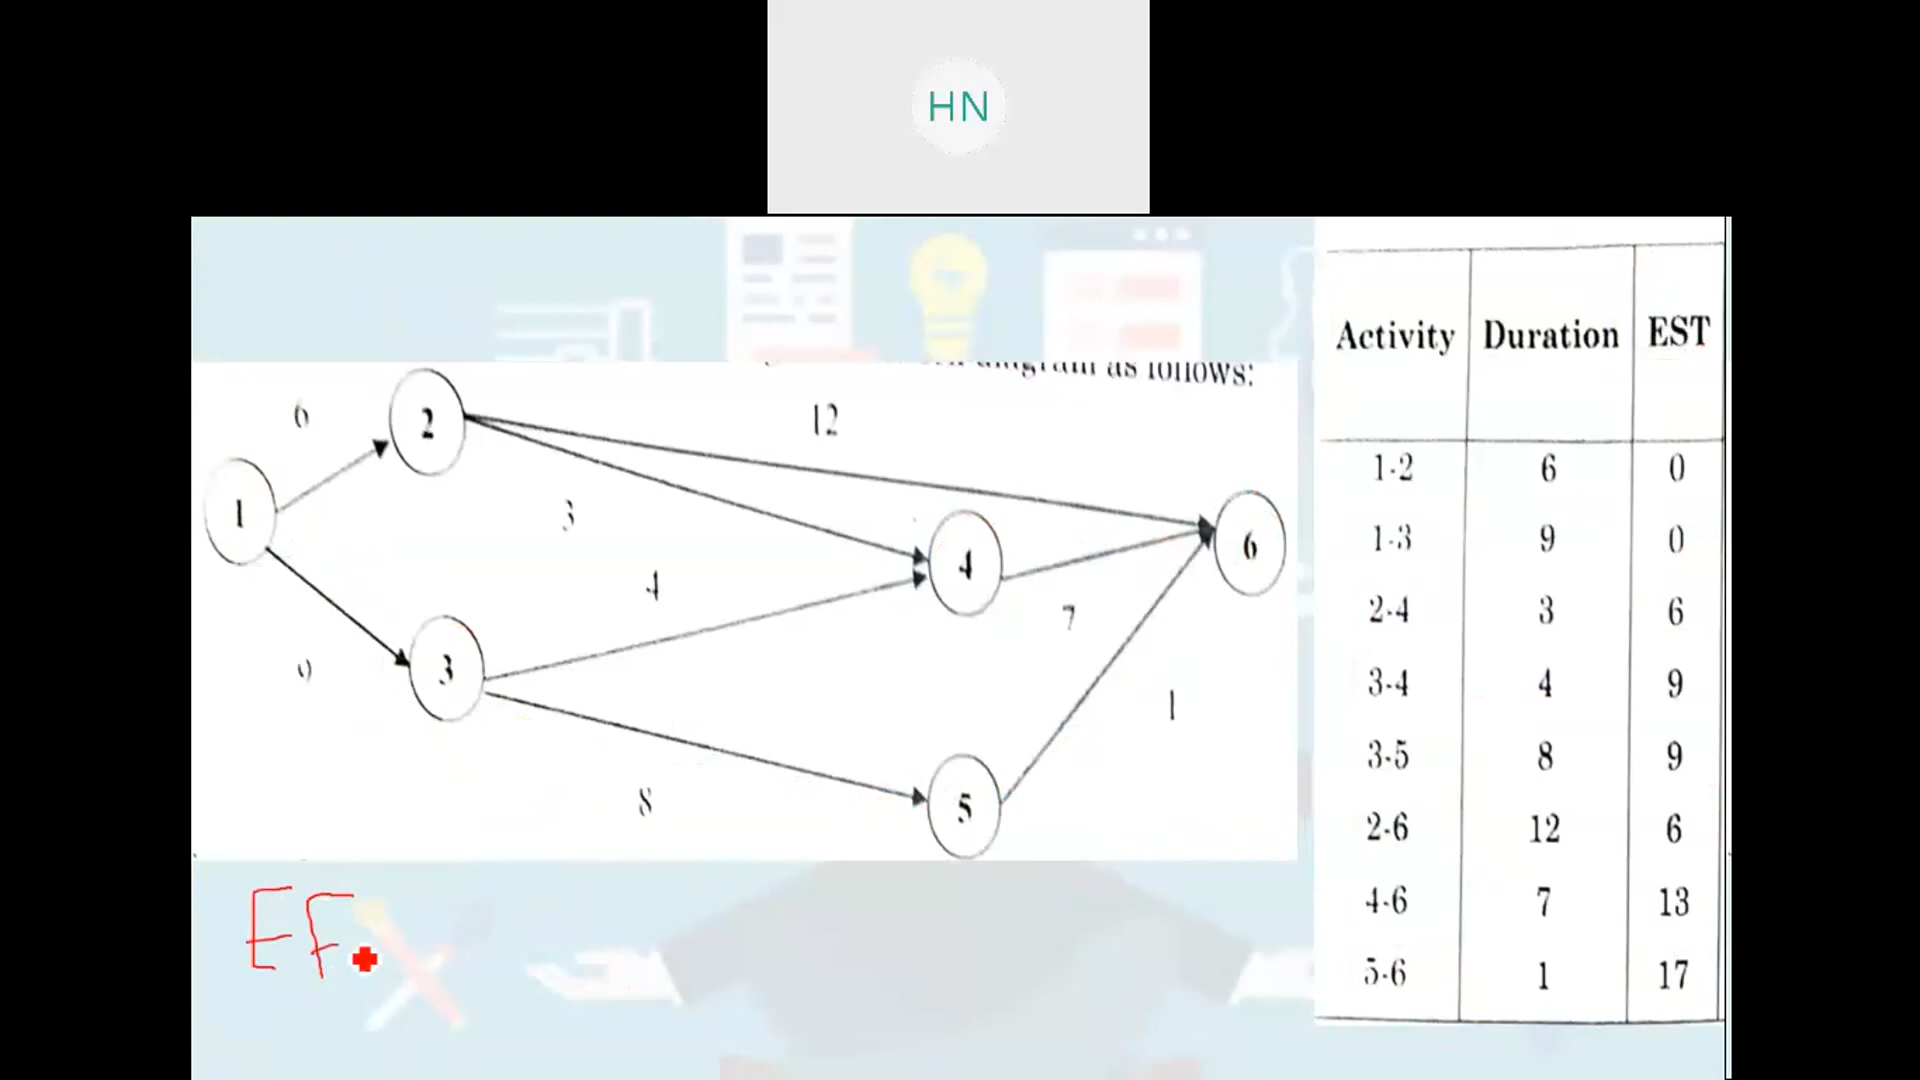 HN
diagram as follows:
6
12
2
1
3
4
6
4
7
9
3
1
8
5
EF
Activity Duration EST
1-2 6 0
1-3 9 0
2-4 3 6
3-4 4 9
3-5 8 9
2-6 12 6
4-6 7 13
5-6 1 17